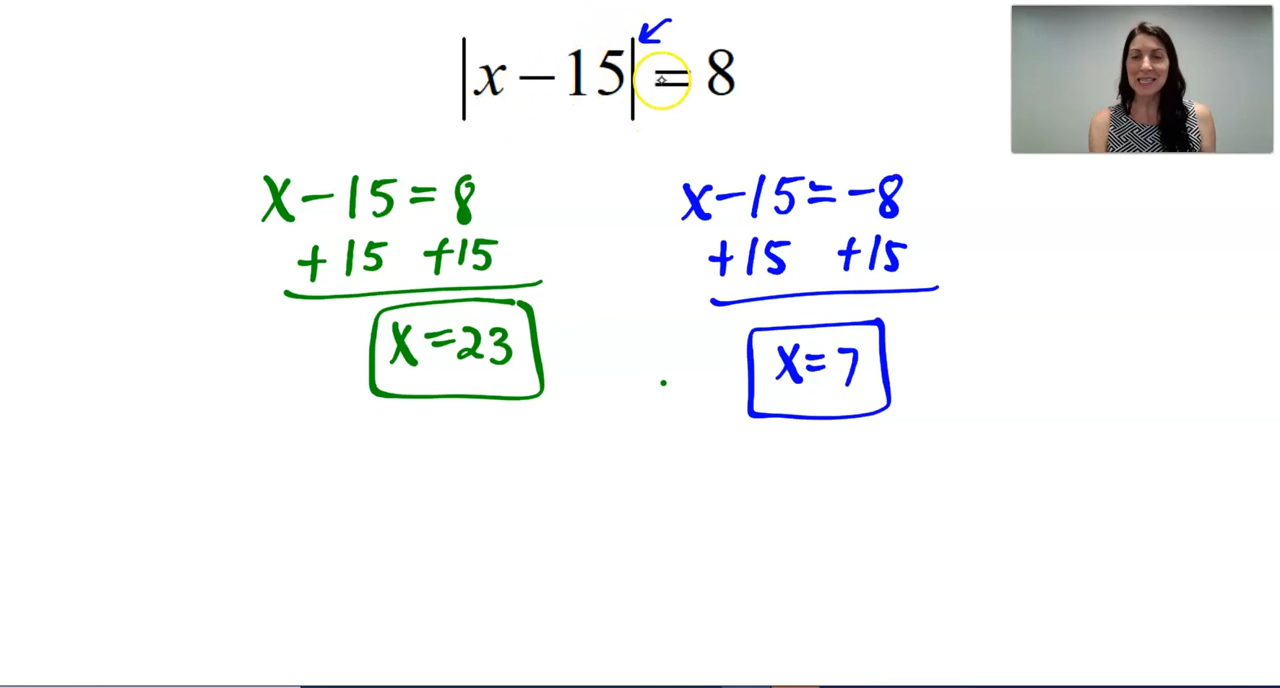 |x − 15| = 8
x − 15 = 8
+15 +15
x = 23
x − 15 = −8
+15 +15
x = 7